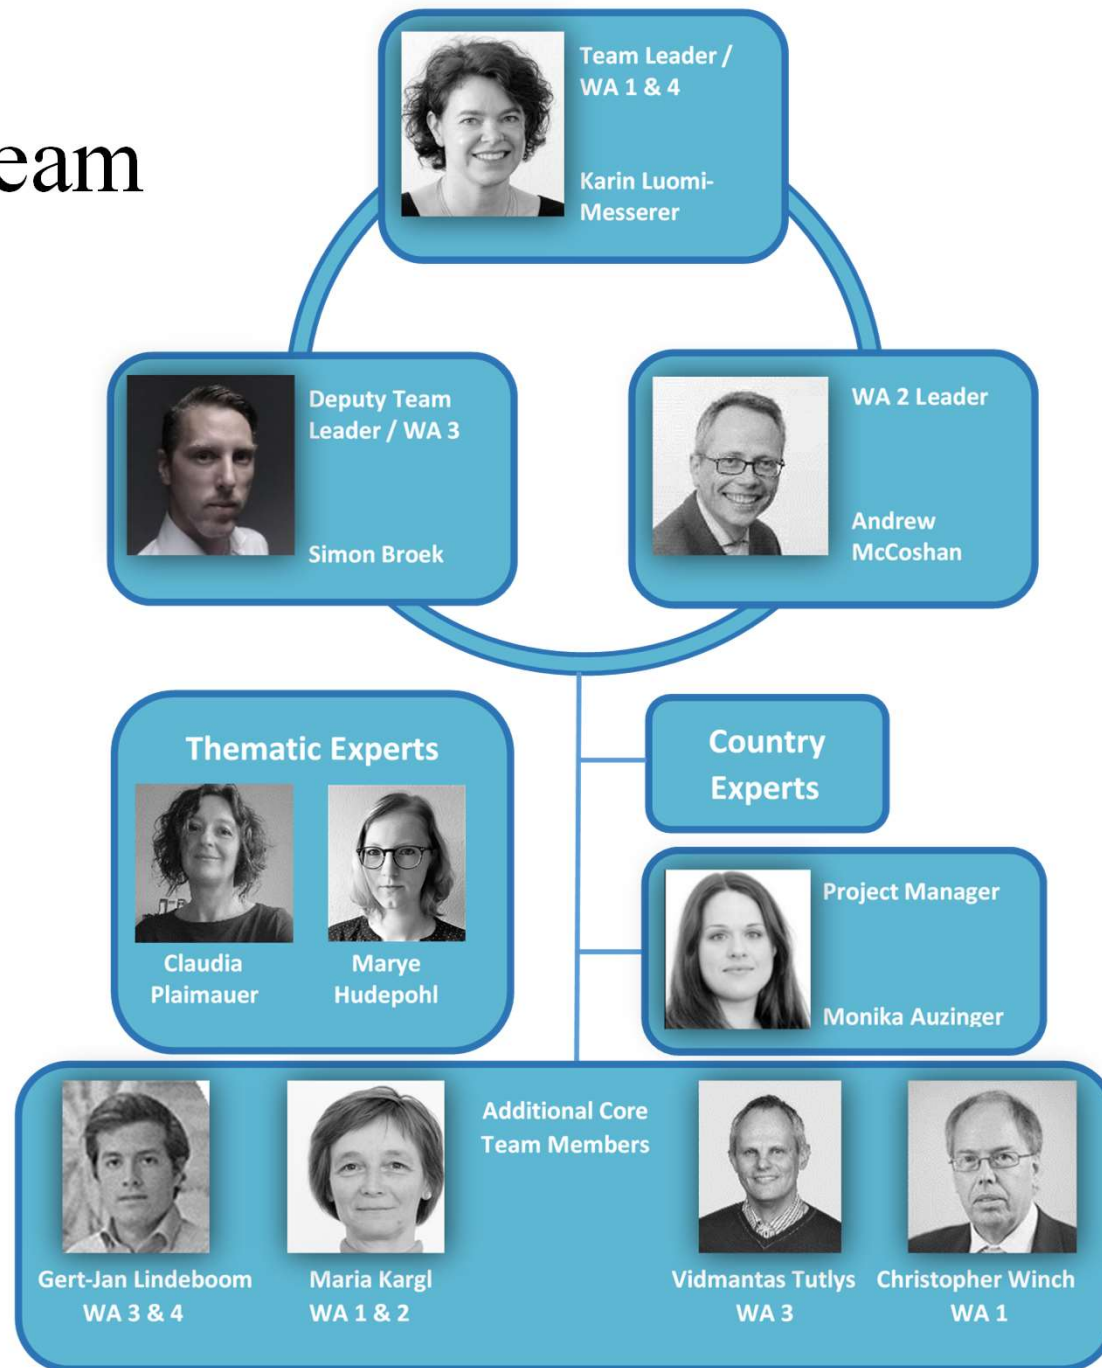 eam
Team Leader /
WA 1 & 4
Karin Luomi-
Messerer
Deputy Team
Leader / WA 3
Simon Broek
WA 2 Leader
Andrew
McCoshan
Thematic Experts
Claudia
Plaimauer
Marye
Hudepohl
Country
Experts
Project Manager
Monika Auzinger
Additional Core
Team Members
Gert-Jan Lindeboom
WA 3 & 4
Maria Kargl
WA 1 & 2
Vidmantas Tutlys
WA 3
Christopher Winch
WA 1